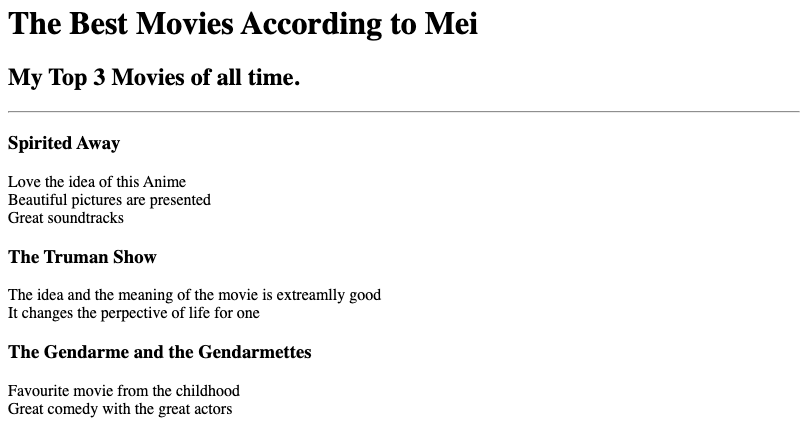 The Best Movies According to Mei
My Top 3 Movies of all time.
Spirited Away
Love the idea of this Anime
Beautiful pictures are presented
Great soundtracks
The Truman Show
The idea and the meaning of the movie is extreamlly good
It changes the perpective of life for one
The Gendarme and the Gendarmettes
Favourite movie from the childhood
Great comedy with the great actors